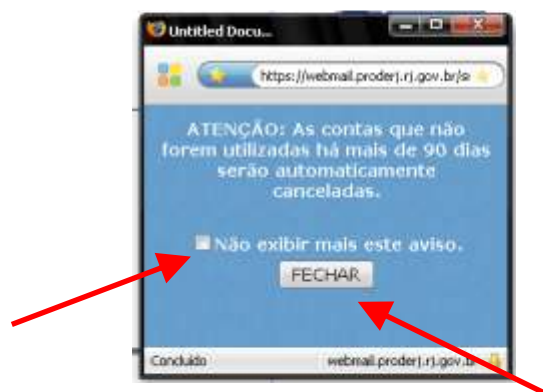 Untitled Docu...
https://webmail.proderj.rj.gov.br/se
ATENÇÃO: As contas que não
forem utilizadas há mais de 90 dias
serão automaticamente
canceladas.
Não exibir mais este aviso.
FECHAR
Concluído webmail.proderj.rj.gov.b